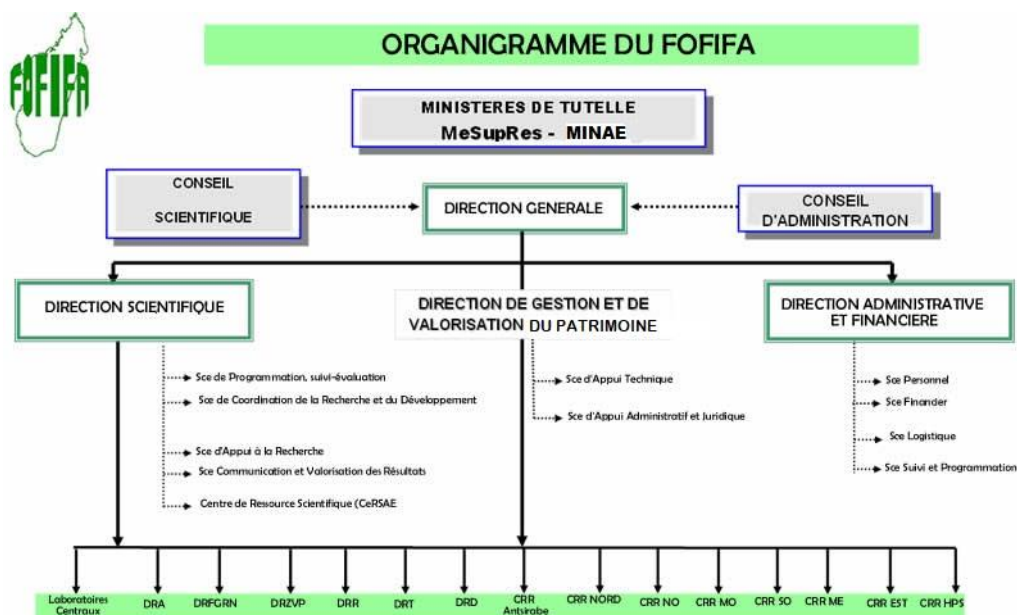 FOFIFA
ORGANIGRAMME DU FOFIFA
MINISTERES DE TUTELLE
MeSupRes - MINAE
CONSEIL
SCIENTIFIQUE
DIRECTION GENERALE
CONSEIL
D'ADMINISTRATION
DIRECTION SCIENTIFIQUE
DIRECTION DE GESTION ET DE
VALORISATION DU PATRIMOINE
DIRECTION ADMINISTRATIVE
ET FINANCIERE
Sce de Programmation, suivi-évaluation
Sce de Coordination de la Recherche et du Développement
Sce d'Appui à la Recherche
Sce Communication et Valorisation des Résultats
Centre de Ressource Scientifique (CeRSAE
Sce d'Appui Technique
Sce d'Appui Administratif et Juridique
Sce Personnel
Sce Financier
Sce Logistique
Sce Suivi et Programmation
Laboratoires
Centraux
DRA
DRFGRN
DRZVP
DRR
DRT
DRD
CRR
Antsirabe
CRR NORD
CRR NO
CRR MO
CRR SO
CRR ME
CRR EST
CRR HPS